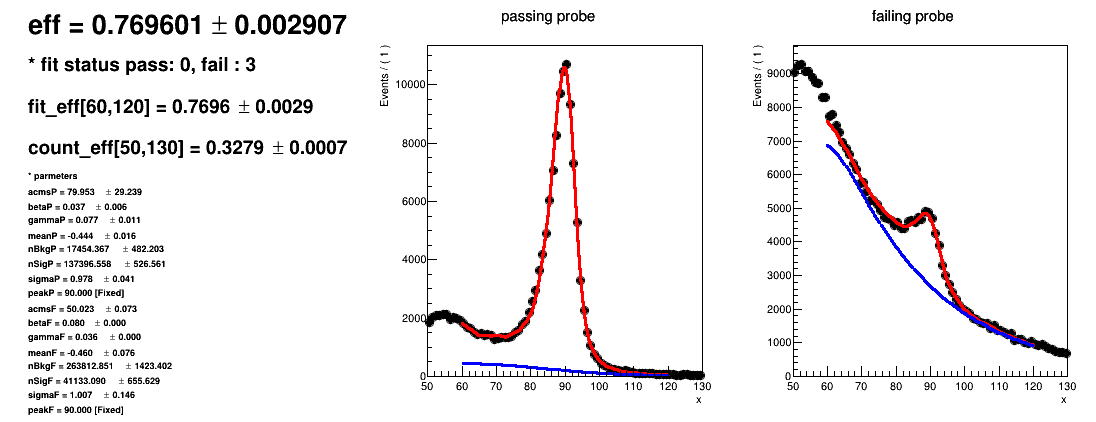 eff = 0.769601 ± 0.002907
* fit status pass: 0, fail : 3
fit_eff[60,120] = 0.7696 ± 0.0029
count_eff[50,130] = 0.3279 ± 0.0007
* parmeters
acmsP = 79.953 ± 29.239
betaP = 0.037 ± 0.006
gammaP = 0.077 ± 0.011
meanP = -0.444 ± 0.016
nBkgP = 17454.367 ± 482.203
nSigP = 137396.558 ± 526.561
sigmaP = 0.978 ± 0.041
peakP = 90.000 [Fixed]
acmsF = 50.023 ± 0.073
betaF = 0.080 ± 0.000
gammaF = 0.036 ± 0.000
meanF = -0.460 ± 0.076
nBkgF = 263812.851 ± 1423.402
nSigF = 41133.090 ± 655.629
sigmaF = 1.007 ± 0.146
peakF = 90.000 [Fixed]
passing probe
Events / ( 1 )
10000
8000
6000
4000
2000
0
50 60 70 80 90 100 110 120 130
x
failing probe
Events / ( 1 )
9000
8000
7000
6000
5000
4000
3000
2000
1000
0
50 60 70 80 90 100 110 120 130
x